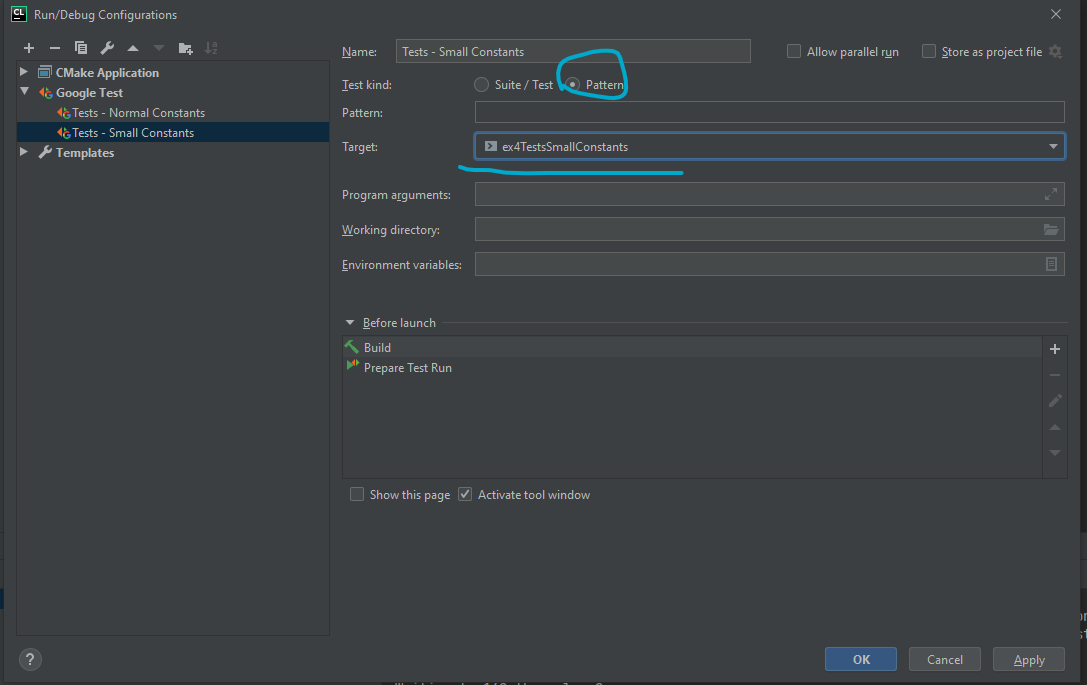 CL Run/Debug Configurations
Name: Tests - Small Constants Allow parallel run Store as project file
CMake Application
Google Test
Tests - Normal Constants
Tests - Small Constants
Templates
Test kind: Suite / Test Pattern
Pattern:
Target: ex4TestsSmallConstants
Program arguments:
Working directory:
Environment variables:
Before launch
Build
Prepare Test Run
Show this page Activate tool window
? OK Cancel Apply